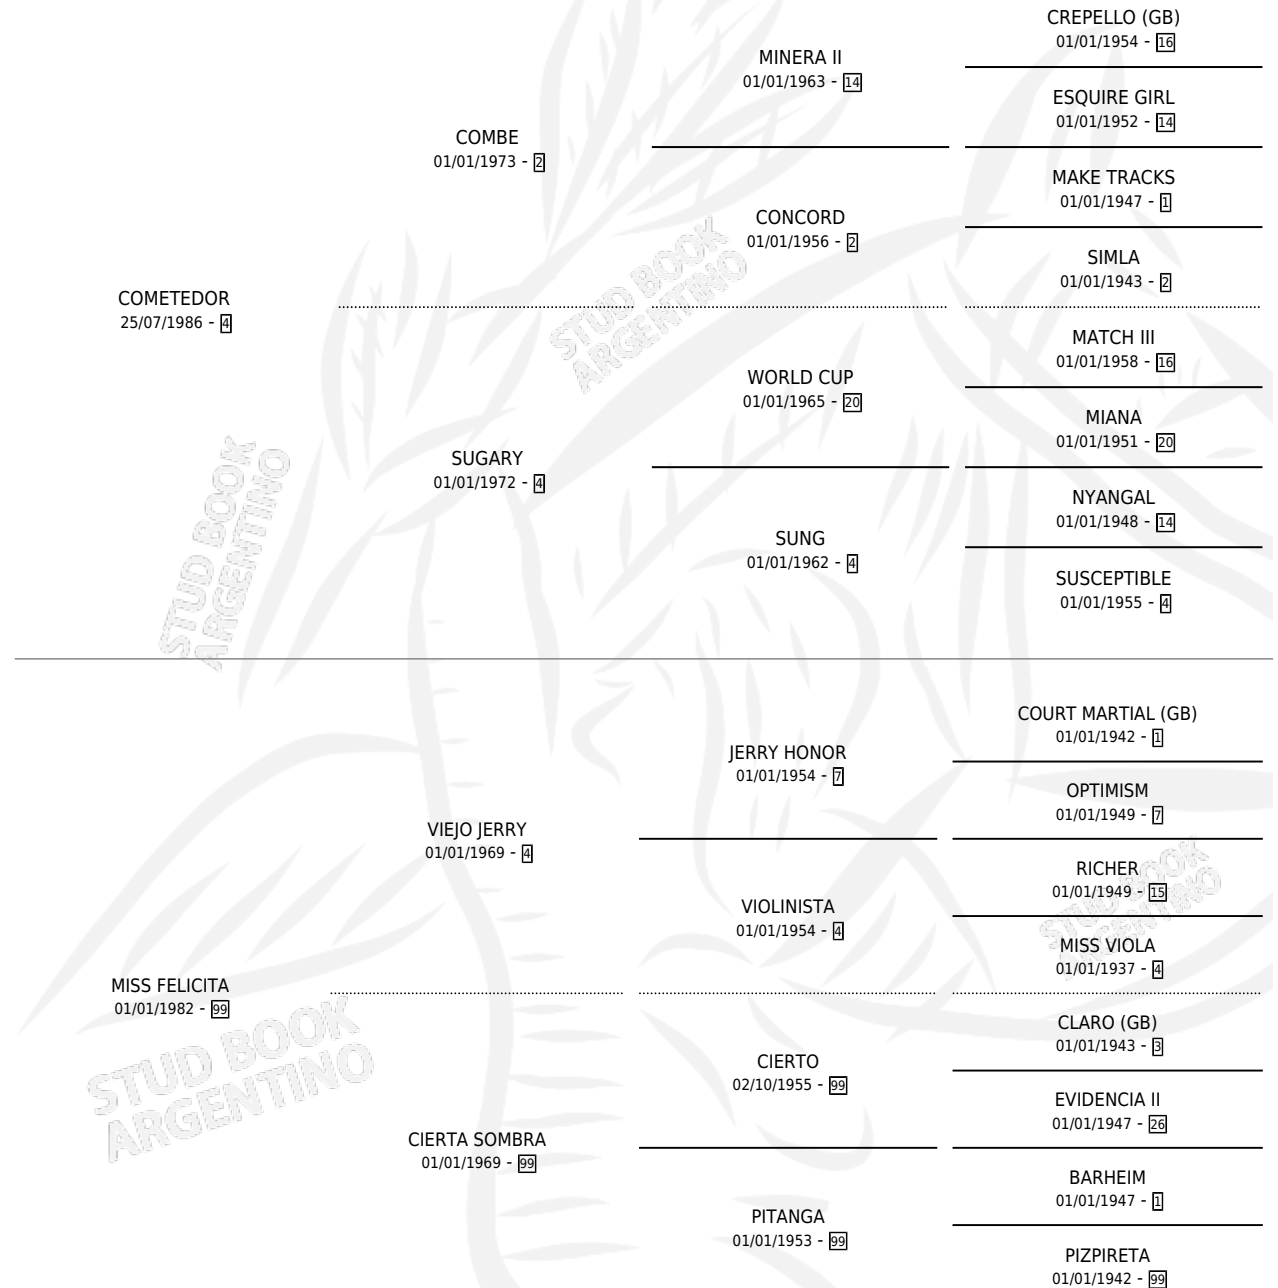 CREPELLO (GB)
01/01/1954 - 16
MINERA II
01/01/1963 - 14
ESQUIRE GIRL
01/01/1952 - 14
COMBE
01/01/1973 - 2
MAKE TRACKS
01/01/1947 - 1
CONCORD
01/01/1956 - 2
SIMLA
01/01/1943 - 2
COMETEDOR
25/07/1986 - 4
MATCH III
01/01/1958 - 16
WORLD CUP
01/01/1965 - 20
MIANA
01/01/1951 - 20
SUGARY
01/01/1972 - 4
NYANGAL
01/01/1948 - 14
SUNG
01/01/1962 - 4
SUSCEPTIBLE
01/01/1955 - 4
COURT MARTIAL (GB)
01/01/1942 - 1
JERRY HONOR
01/01/1954 - 7
OPTIMISM
01/01/1949 - 7
VIEJO JERRY
01/01/1969 - 4
RICHER
01/01/1949 - 15
VIOLINISTA
01/01/1954 - 4
MISS VIOLA
01/01/1937 - 4
MISS FELICITA
01/01/1982 - 99
CLARO (GB)
01/01/1943 - 3
CIERTO
02/10/1955 - 99
EVIDENCIA II
01/01/1947 - 26
CIERTA SOMBRA
01/01/1969 - 99
BARHEIM
01/01/1947 - 1
PITANGA
01/01/1953 - 99
PIZPIRETA
01/01/1942 - 99
STUD BOOK
ARGENTINO
STUD BOOK
ARGENTINO
STUD BOOK
ARGENTINO
STUD BOOK
ARGENTINO